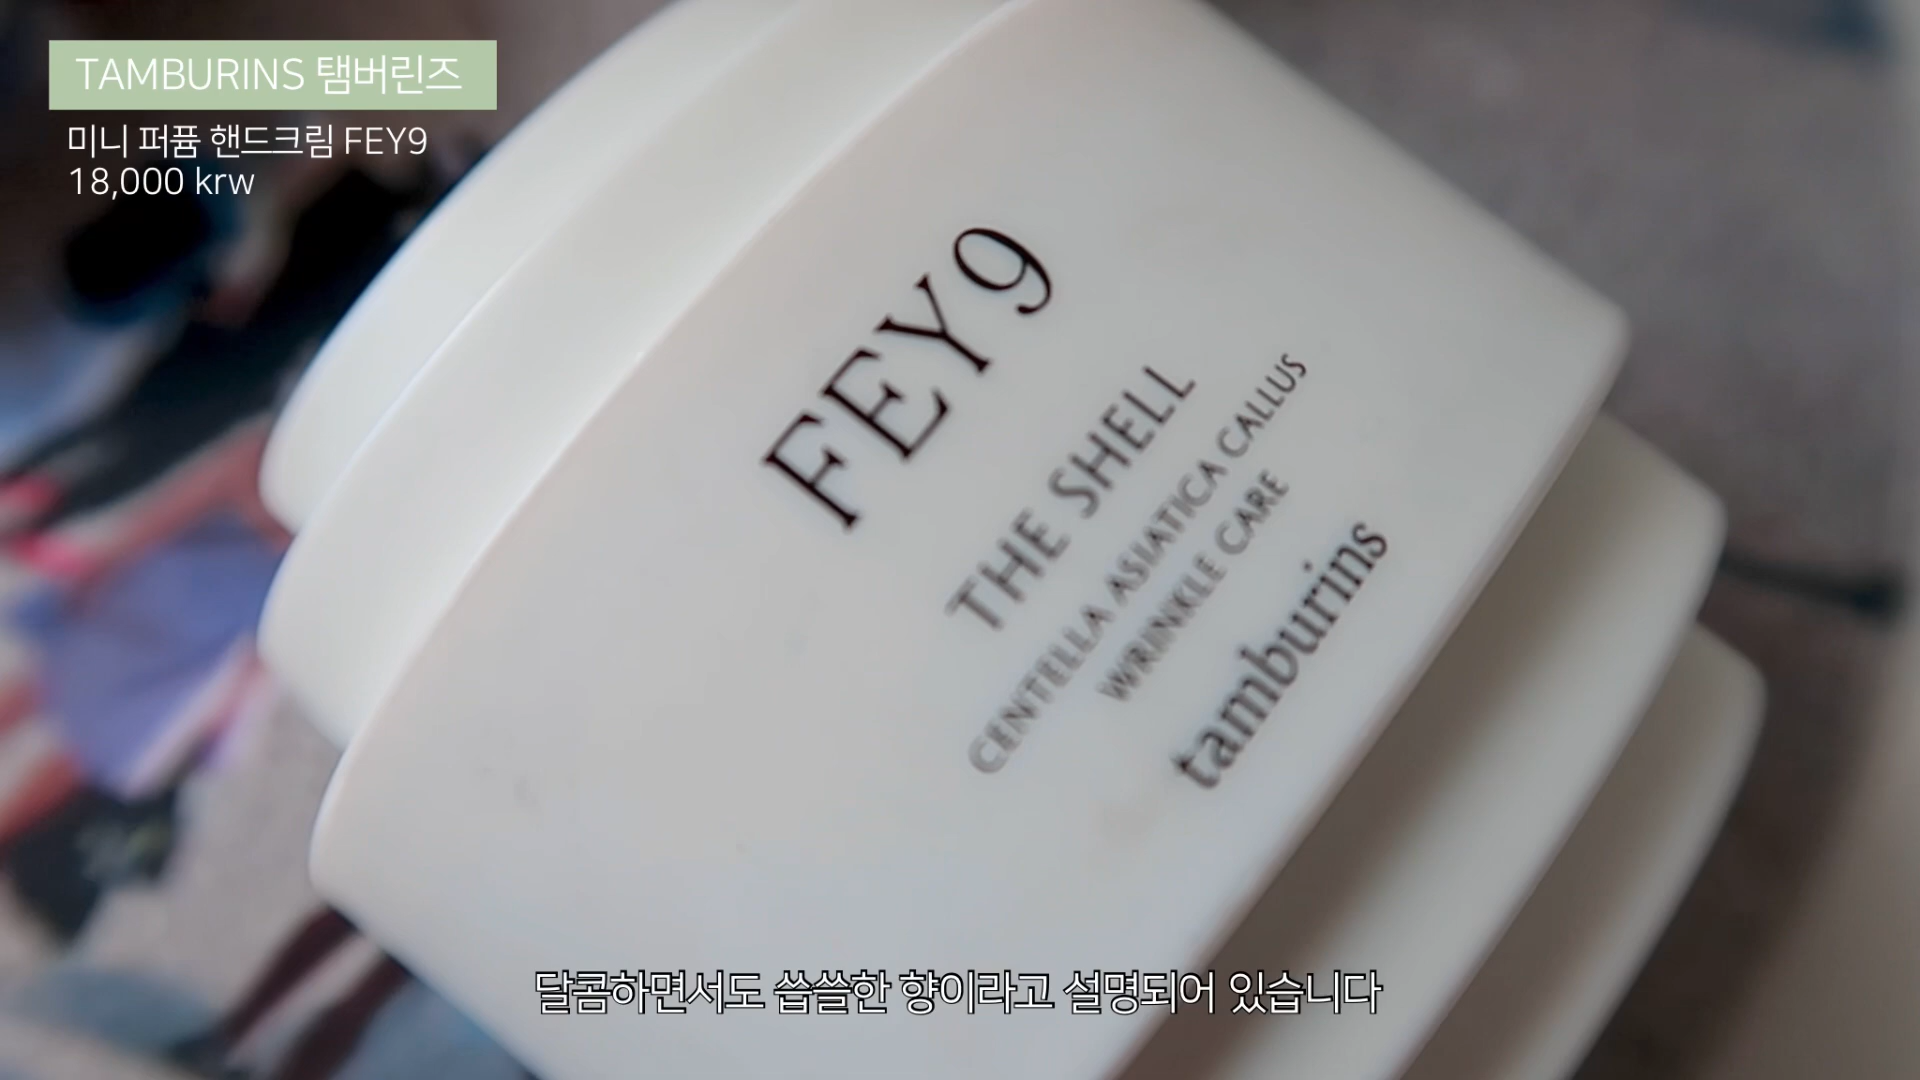 TAMBURINS 탬버린즈
미니 퍼퓸 핸드크림 FEY9
18,000 krw
FEY9
THE SHELL
CENTELLA ASIATICA CALLUS
WRINKLE CARE
tamburins
달콤하면서도 씁쓸한 향이라고 설명되어 있습니다